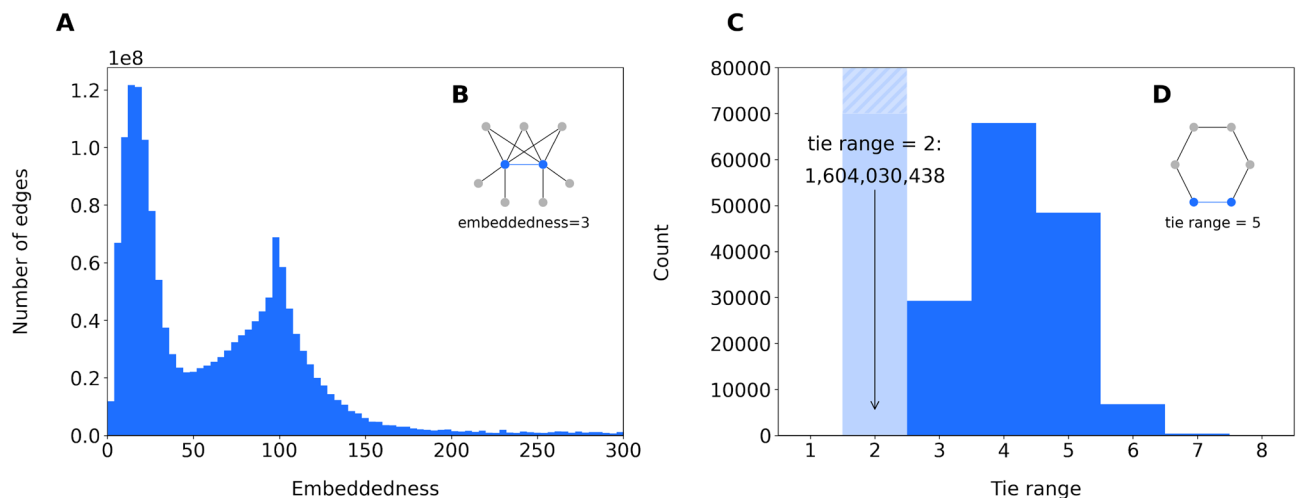 A
1e8
Number of edges
1.2
1.0
0.8
0.6
0.4
0.2
0.0
0 50 100 150 200 250 300
Embeddedness
B
embeddedness=3
C
Count
80000
70000
60000
50000
40000
30000
20000
10000
0
tie range = 2:
1,604,030,438
1 2 3 4 5 6 7 8
Tie range
D
tie range = 5